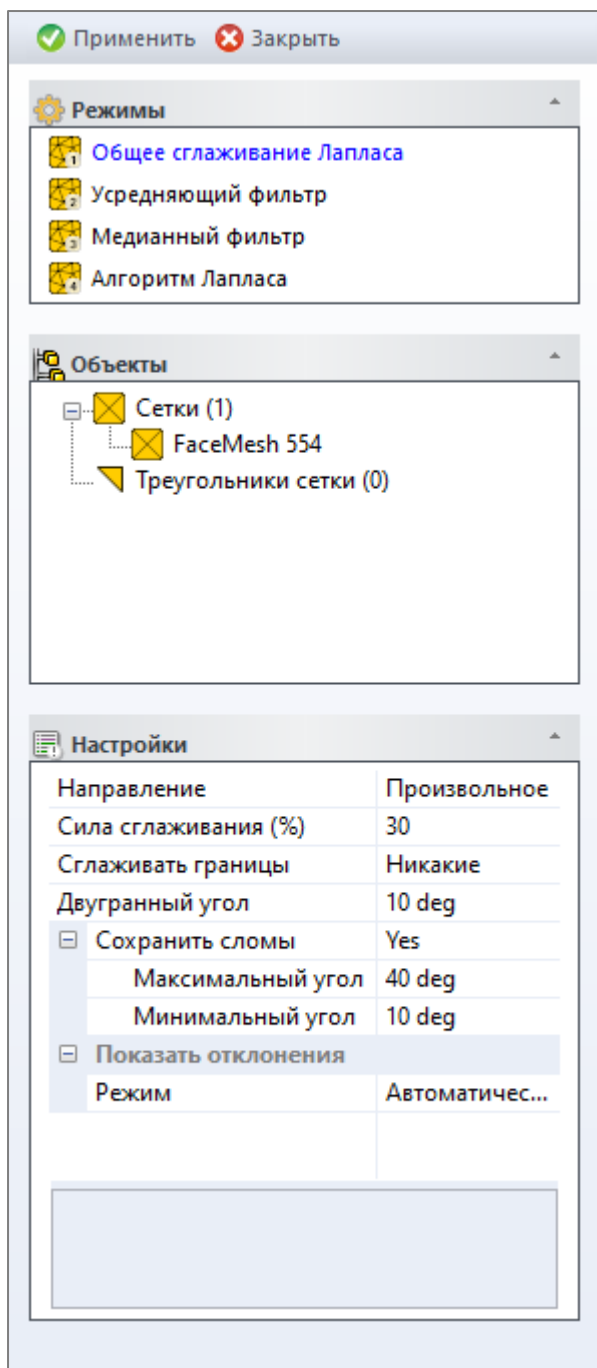 Применить Закрыть
Режимы
Общее сглаживание Лапласа
Усредняющий фильтр
Медианный фильтр
Алгоритм Лапласа
Объекты
Сетки (1)
FaceMesh 554
Треугольники сетки (0)
Настройки
Направление Произвольное
Сила сглаживания (%) 30
Сглаживать границы Никакие
Двугранный угол 10 deg
Сохранить сломы Yes
Максимальный угол 40 deg
Минимальный угол 10 deg
Показать отклонения
Режим Автоматичес...